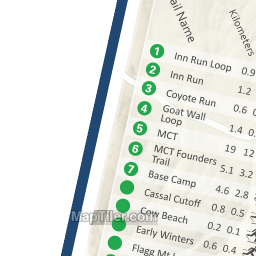 ail Name
Kilometers
1 Inn Run Loop 0.9
2 Inn Run 1.2
3 Coyote Run 0.6
4 Goat Wall Loop 1.4 0.
5 MCT 19 12
6 MCT Founders Trail 5.1 3.2
7 Base Camp 4.6 2.8
Cassal Cutoff 0.8 0.5
Cow Beach 0.2 0.1
Early Winters 0.6 0.4
Flagg Mt
MapTiler.com